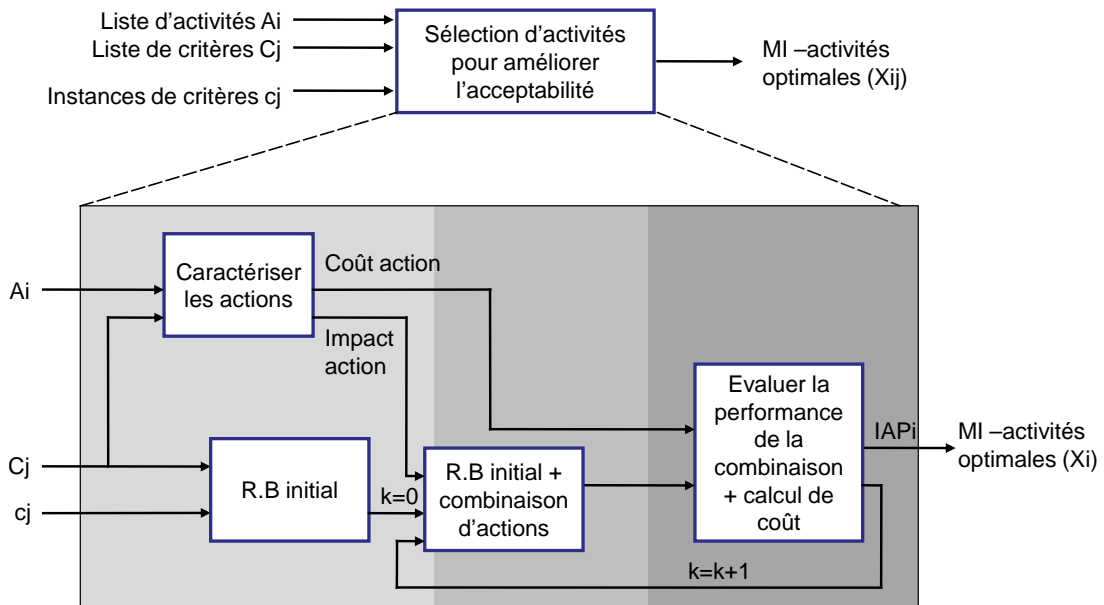 Liste d'activités Ai
Liste de critères Cj
Instances de critères cj
Sélection d'activités
pour améliorer
l'acceptabilité
MI –activités
optimales (Xij)
Ai
Caractériser
les actions
Coût action
Impact
action
Cj
cj
R.B initial
k=0
R.B initial +
combinaison
d'actions
Evaluer la
performance
de la
combinaison
+ calcul de
coût
IAPi
MI –activités
optimales (Xi)
k=k+1